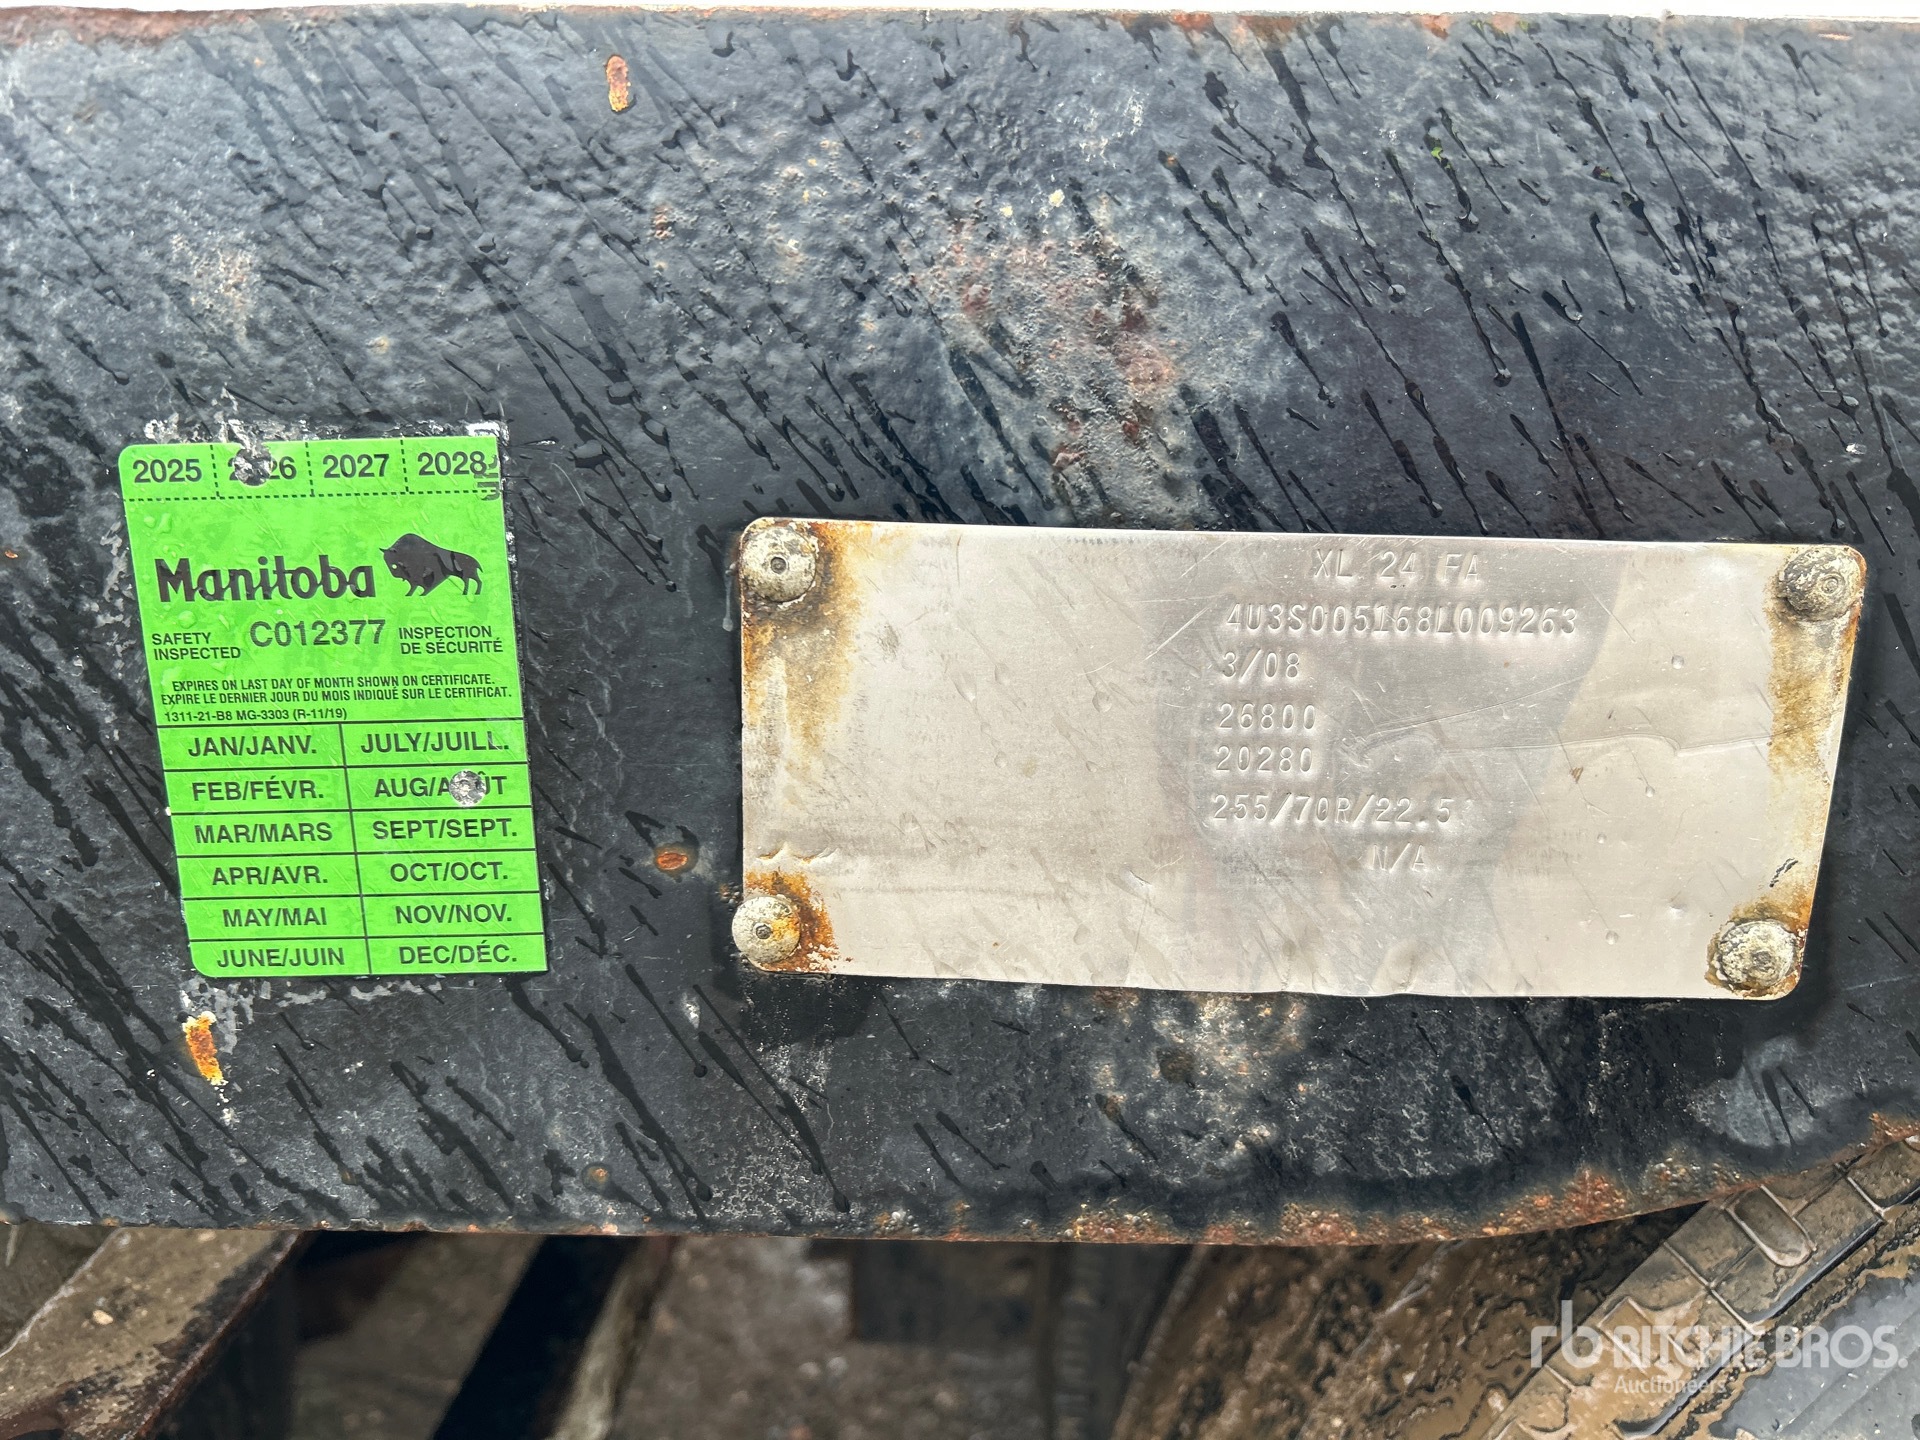 2025 2026 2027 2028
Manitoba
SAFETY INSPECTED C012377 INSPECTION DE SÉCURITÉ
EXPIRES ON LAST DAY OF MONTH SHOWN ON CERTIFICATE.
EXPIRE LE DERNIER JOUR DU MOIS INDIQUÉ SUR LE CERTIFICAT.
1311-21-B8 MG-3303 (R-11/19)
JAN/JANV. JULY/JUILL.
FEB/FÉVR. AUG/AOÛT
MAR/MARS SEPT/SEPT.
APR/AVR. OCT/OCT.
MAY/MAI NOV/NOV.
JUNE/JUIN DEC/DÉC.
XL 24 FA
4U3S005168L009263
3/08
26800
20280
255/70R/22.5
N/A
rb RITCHIE BROS.
Auctioneers